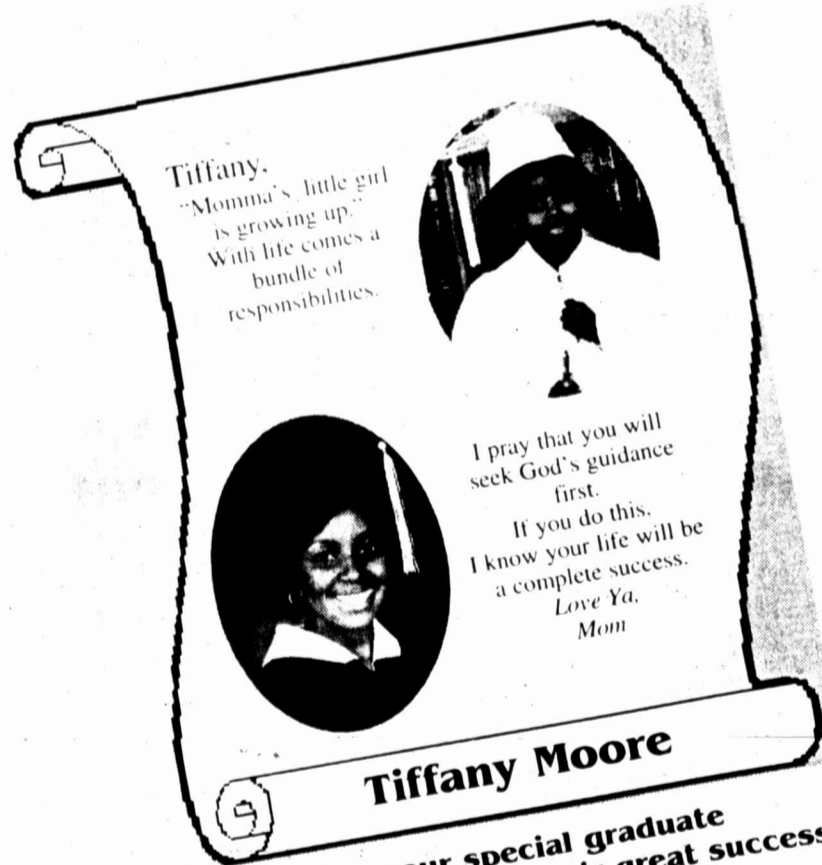 Tiffany,
"Momma's little girl
is growing up."
With life comes a
bundle of
responsibilities.
I pray that you will
seek God's guidance
first.
If you do this,
I know your life will be
a complete success.
Love Ya,
Mom
Tiffany Moore
special graduate
great success